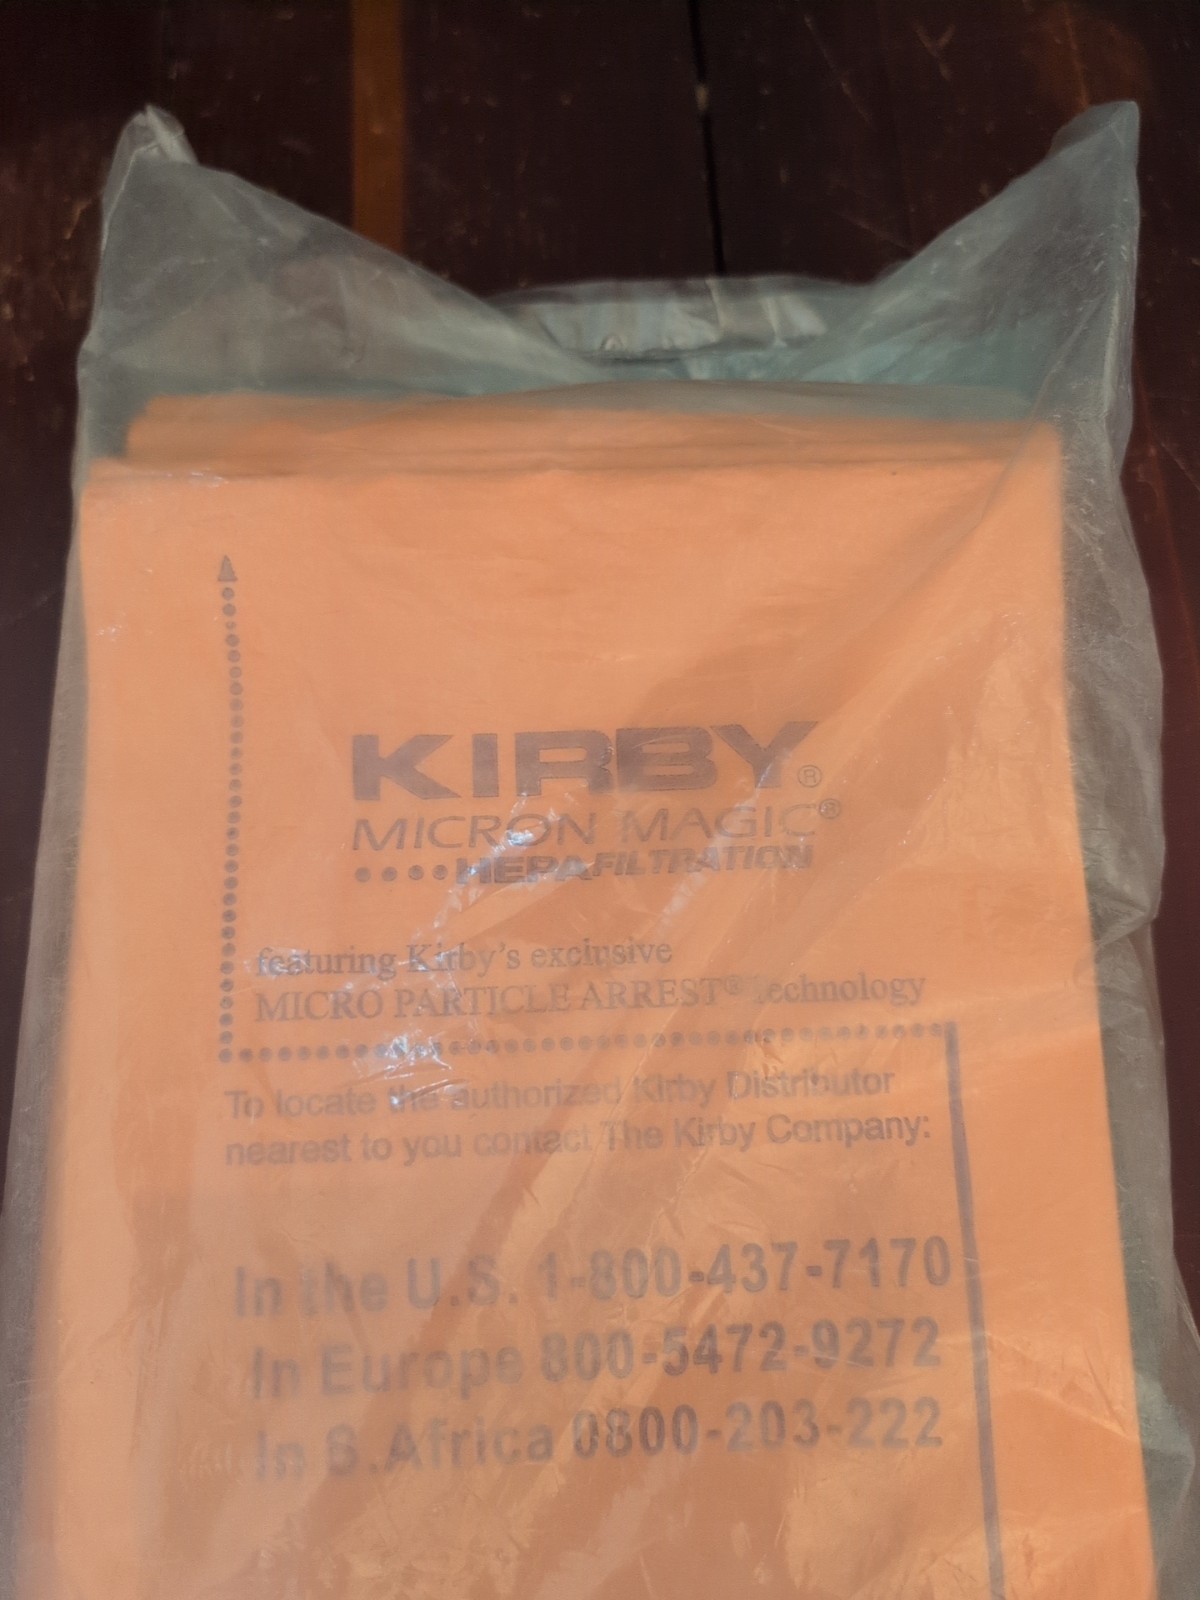 KIRBY®
MICRON MAGIC®
HEPA FILTRATION
featuring Kirby's exclusive
MICRO PARTICLE ARREST® Technology
To locate the authorized Kirby Distributor
nearest to you contact The Kirby Company:
In the U.S. 1-800-437-7170
In Europe 800-5472-9272
In S.Africa 0800-203-222